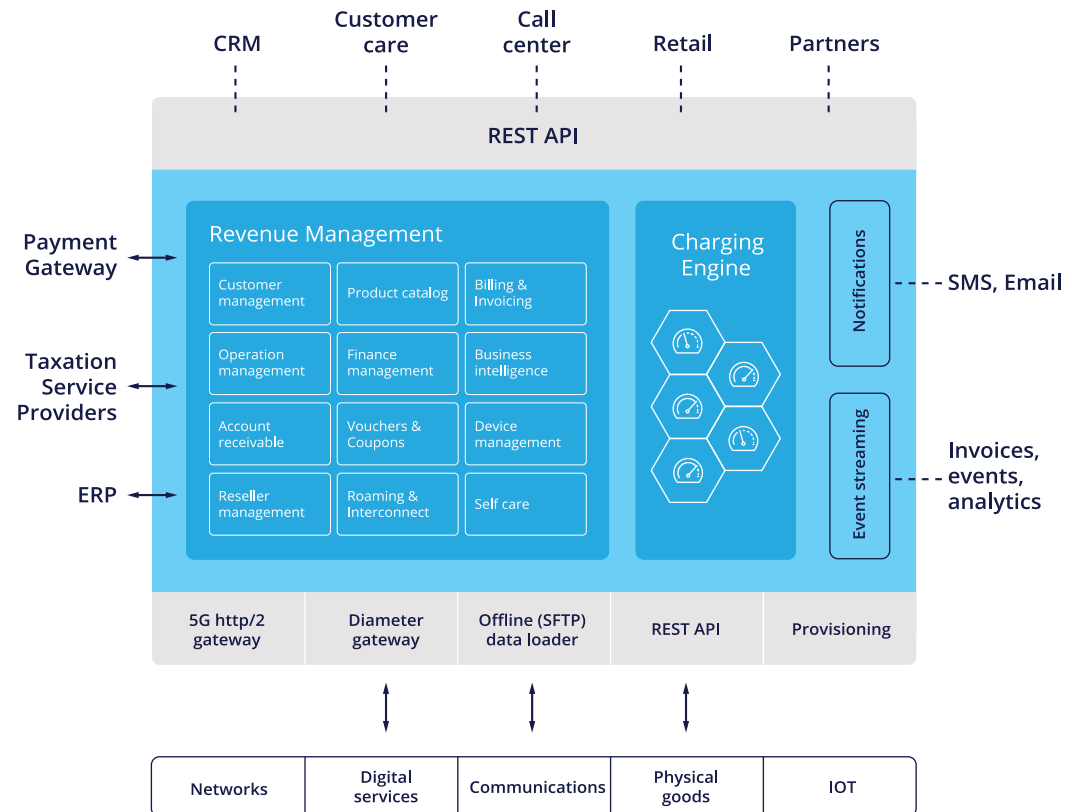 CRM
Customer
care
Call
center
Retail
Partners
REST API
Payment
Gateway
Taxation
Service
Providers
ERP
Revenue Management
Customer
management
Product catalog
Billing &
Invoicing
Operation
management
Finance
management
Business
intelligence
Account
receivable
Vouchers &
Coupons
Device
management
Reseller
management
Roaming &
Interconnect
Self care
Charging
Engine
Notifications
Event streaming
SMS, Email
Invoices,
events,
analytics
5G http/2
gateway
Diameter
gateway
Offline (SFTP)
data loader
REST API
Provisioning
Networks
Digital
services
Communications
Physical
goods
IOT